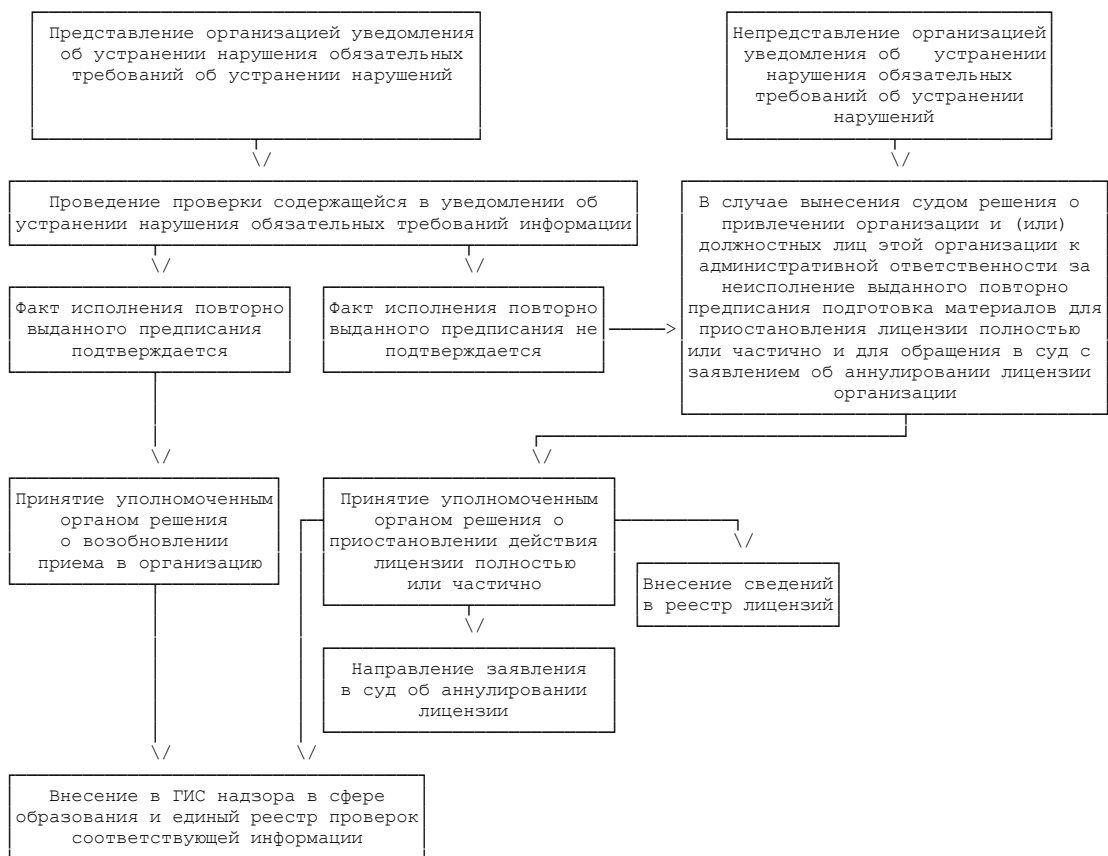 Представление организацией уведомления
об устранении нарушения обязательных
требований об устранении нарушений
Непредставление организацией
уведомления об устранении
нарушения обязательных
требований об устранении
нарушений
\/
\/
Проведение проверки содержащейся в уведомлении об
устранении нарушения обязательных требований информации
В случае вынесения судом решения о
привлечении организации и (или)
должностных лиц этой организации к
административной ответственности за
неисполнение выданного повторно
предписания подготовка материалов для
приостановления лицензии полностью
или частично и для обращения в суд с
заявлением об аннулировании лицензии
организации
\/
\/
Факт исполнения повторно
выданного предписания
подтверждается
Факт исполнения повторно
выданного предписания не
подтверждается
>
\/
\/
Принятие уполномоченным
органом решения
о возобновлении
приема в организацию
Принятие уполномоченным
органом решения о
приостановлении действия
лицензии полностью
или частично
\/
Внесение сведений
в реестр лицензий
\/
Направление заявления
в суд об аннулировании
лицензии
\/
\/
Внесение в ГИС надзора в сфере
образования и единый реестр проверок
соответствующей информации